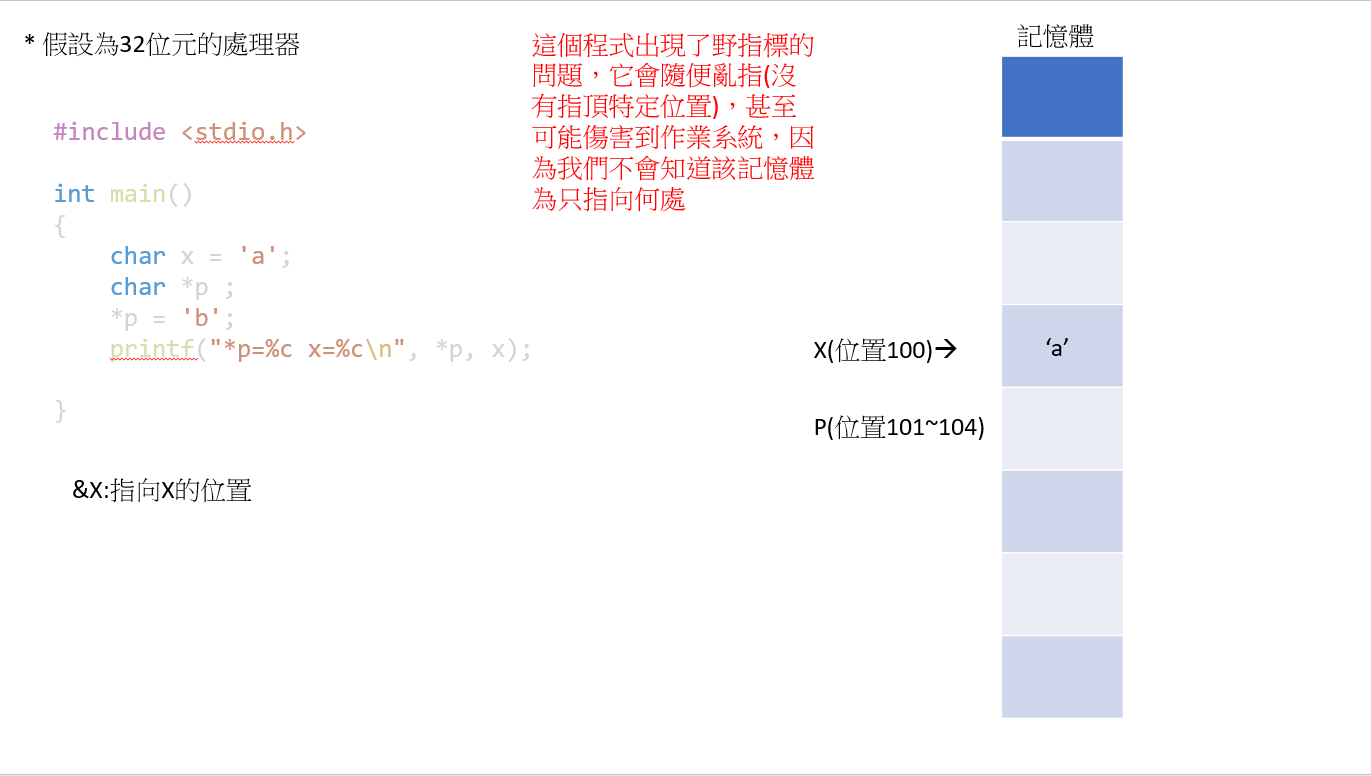 * 假設為32位元的處理器
#include <stdio.h>
int main()
{
    char x = 'a';
    char *p ;
    *p = 'b';
    printf("*p=%c x=%c\n", *p, x);
}
&X:指向X的位置
這個程式出現了野指標的
問題，它會隨便亂指(沒
有指頂特定位置)，甚至
可能傷害到作業系統，因
為我們不會知道該記憶體
為只指向何處
記憶體
X(位置100)→
‘a’
P(位置101~104)